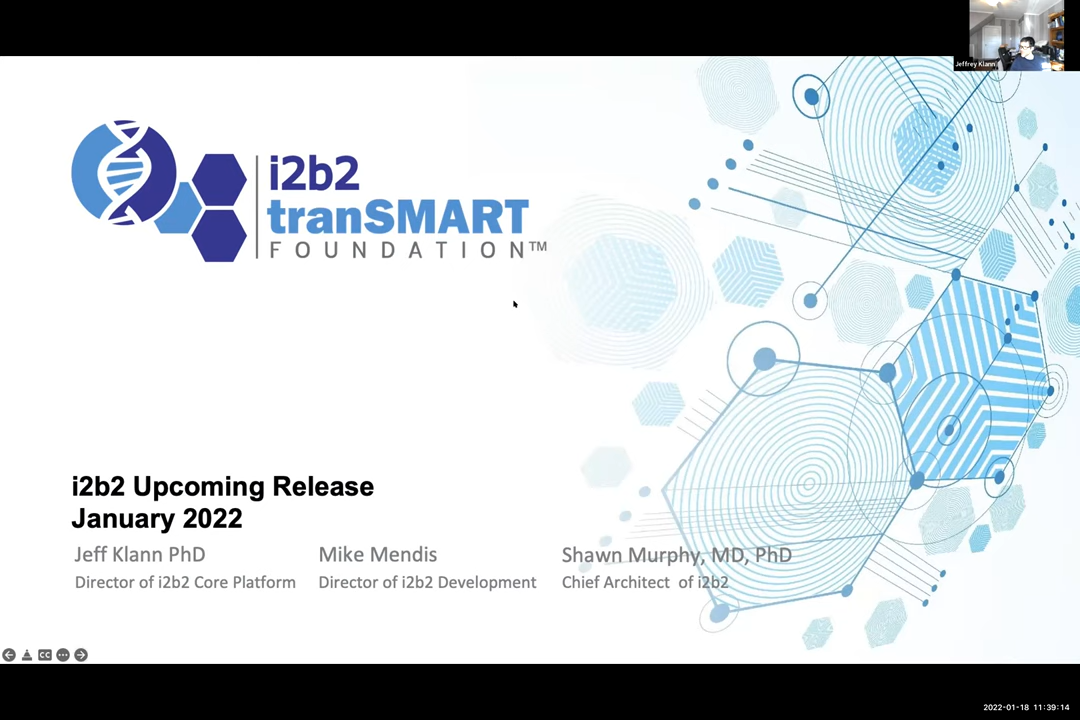 Jeffrey Klann
i2b2
tranSMART
FOUNDATION™
i2b2 Upcoming Release
January 2022
Jeff Klann PhD
Director of i2b2 Core Platform
Mike Mendis
Director of i2b2 Development
Shawn Murphy, MD, PhD
Chief Architect of i2b2
CC
2022-01-18 11:39:14